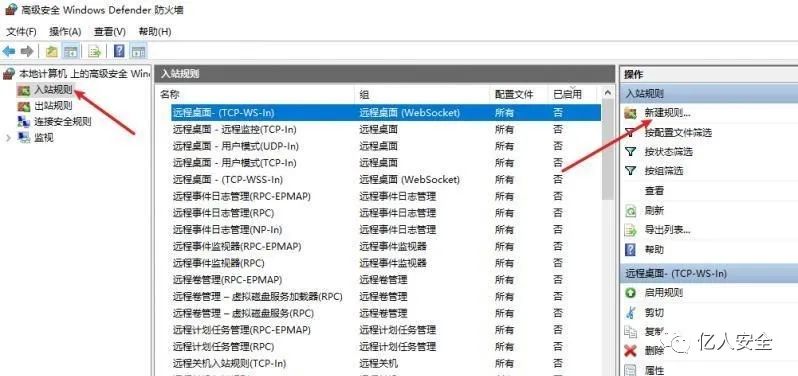 高级安全 Windows Defender 防火墙
文件(F) 操作(A) 查看(V) 帮助(H)
本地计算机 上的高级安全 Wind
入站规则
出站规则
连接安全规则
监视
入站规则
名称 组 配置文件 已启用
远程桌面- (TCP-WS-In) 远程桌面 (WebSocket) 所有 否
远程桌面 - 远程监控(TCP-In) 远程桌面 所有 否
远程桌面 - 用户模式(UDP-In) 远程桌面 所有 否
远程桌面 - 用户模式(TCP-In) 远程桌面 所有 否
远程桌面 - (TCP-WSS-In) 远程桌面 (WebSocket) 所有 否
远程事件日志管理(RPC-EPMAP) 远程事件日志管理 所有 否
远程事件日志管理(RPC) 远程事件日志管理 所有 否
远程事件日志管理(NP-In) 远程事件日志管理 所有 否
远程事件监视器(RPC-EPMAP) 远程事件监视器 所有 否
远程事件监视器(RPC) 远程事件监视器 所有 否
远程卷管理(RPC-EPMAP) 远程卷管理 所有 否
远程卷管理 – 虚拟磁盘服务加载器(RPC) 远程卷管理 所有 否
远程卷管理 – 虚拟磁盘服务(RPC) 远程卷管理 所有 否
远程计划任务管理(RPC-EPMAP) 远程计划任务管理 所有 否
远程计划任务管理(RPC) 远程计划任务管理 所有 否
远程关机入站规则(TCP-In) 远程关机 所有 否
操作
入站规则
新建规则...
按配置文件筛选
按状态筛选
按组筛选
查看
刷新
导出列表...
帮助
远程桌面- (TCP-WS-In)
启用规则
剪切
复制
删除
属性
亿人安全